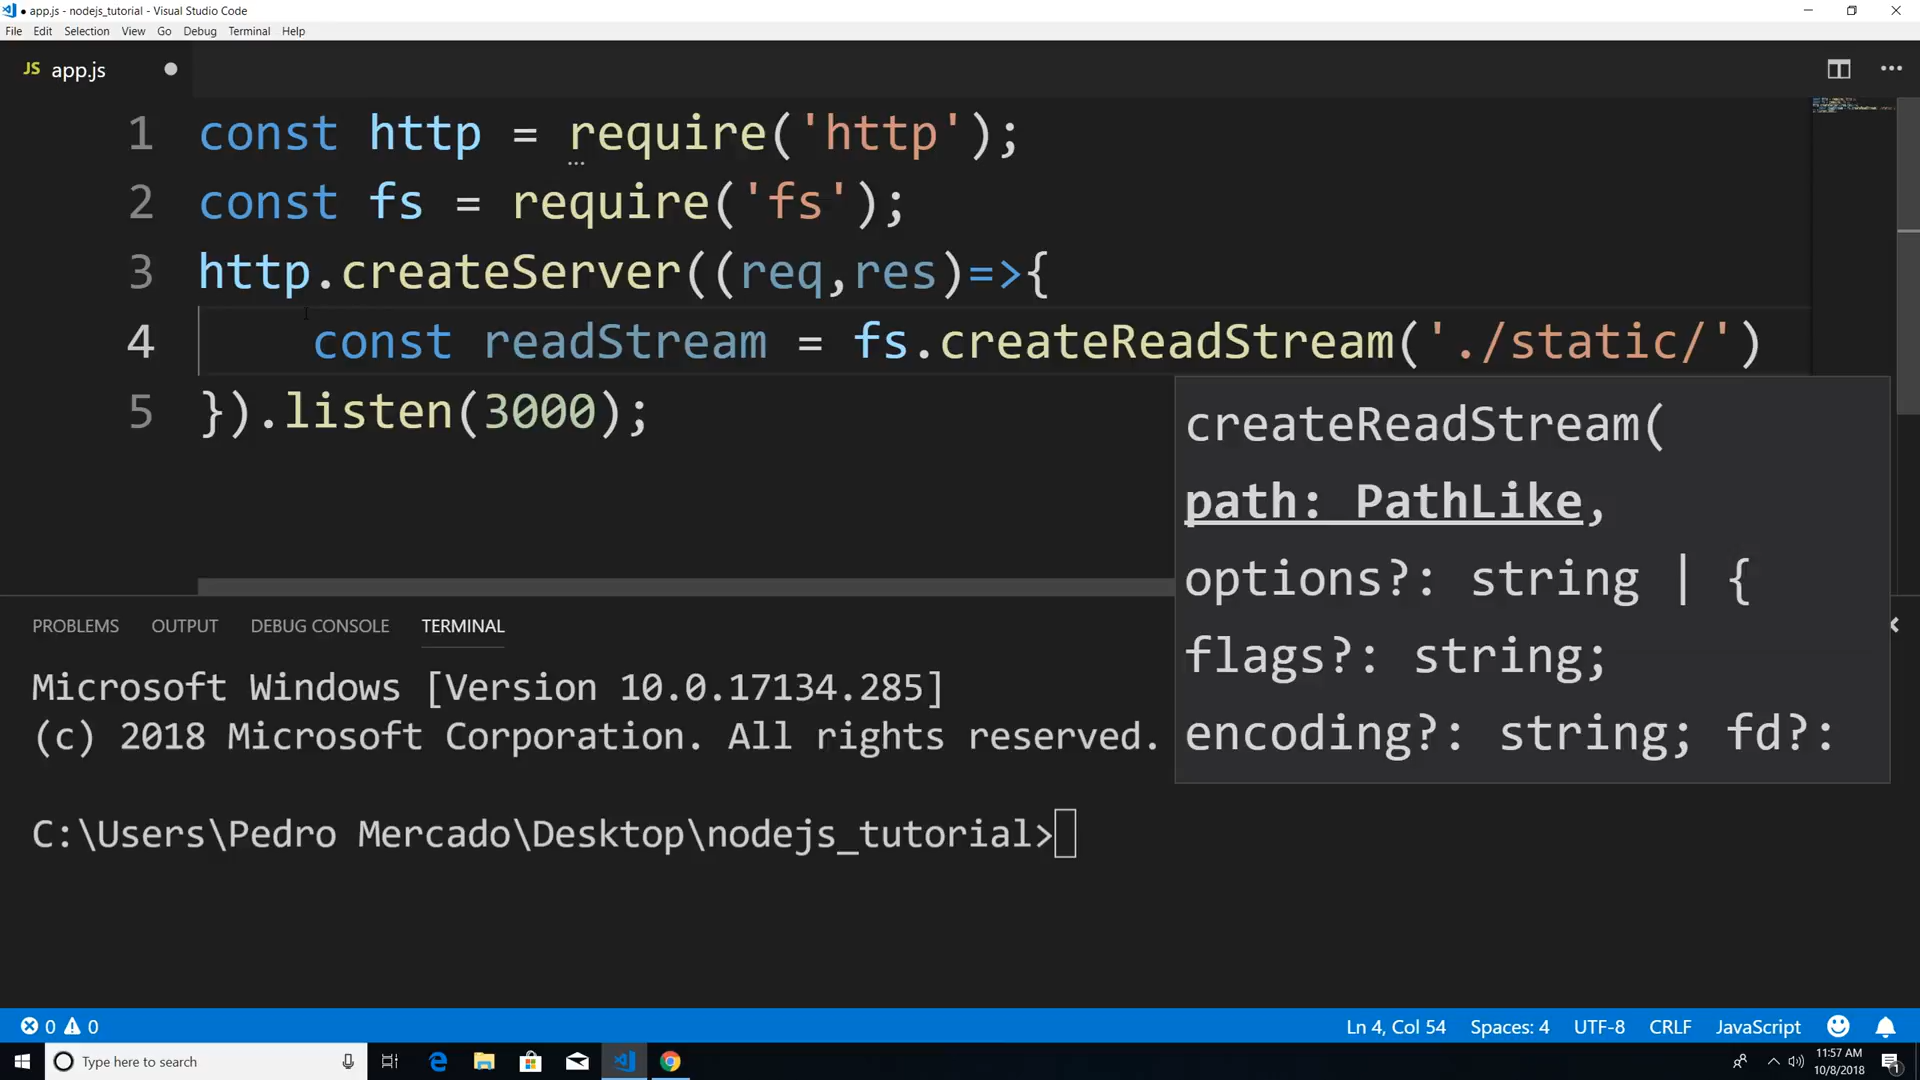 ● app.js - nodejs_tutorial - Visual Studio Code
File Edit Selection View Go Debug Terminal Help
JS app.js
1 const http = require('http');
2 const fs = require('fs');
3 http.createServer((req,res)=>{
4 const readStream = fs.createReadStream('./static/')
5 }).listen(3000);
createReadStream(
path: PathLike,
options?: string | {
flags?: string;
encoding?: string; fd?:
PROBLEMS OUTPUT DEBUG CONSOLE TERMINAL
Microsoft Windows [Version 10.0.17134.285]
(c) 2018 Microsoft Corporation. All rights reserved.
C:\Users\Pedro Mercado\Desktop\nodejs_tutorial>
0 0 Ln 4, Col 54 Spaces: 4 UTF-8 CRLF JavaScript
Type here to search
11:57 AM
10/8/2018
1